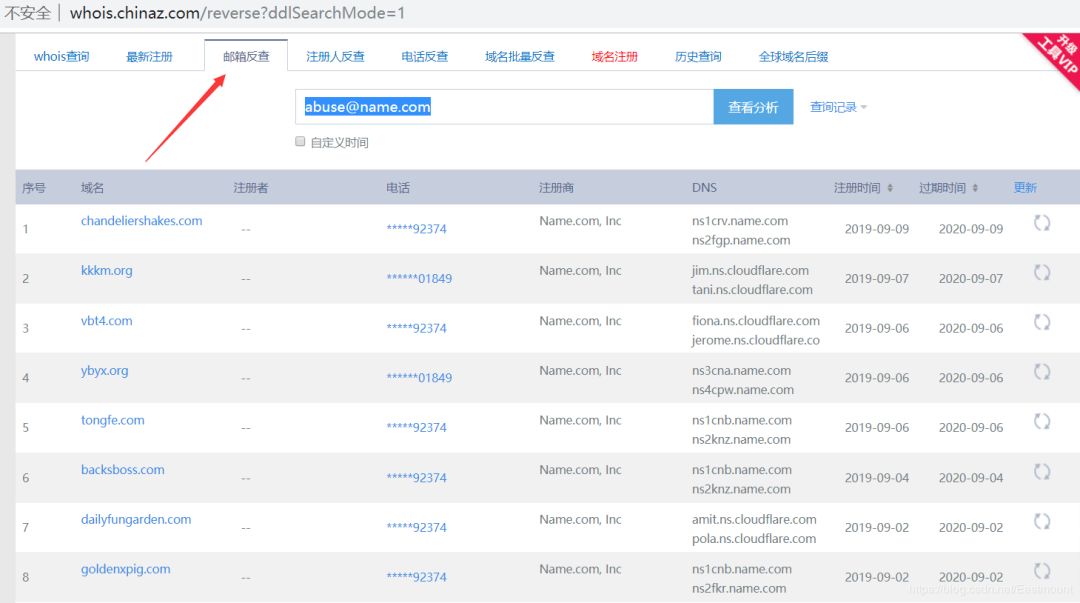 不安全 | whois.chinaz.com/reverse?ddlSearchMode=1
whois查询 最新注册 邮箱反查 注册人反查 电话反查 域名批量反查 域名注册 历史查询 全球域名后缀
升级
工具VIP
abuse@name.com 查看分析 查询记录
自定义时间
序号 域名 注册者 电话 注册商 DNS 注册时间 过期时间 更新
1 chandeliershakes.com -- *****92374 Name.com, Inc ns1crv.name.com 2019-09-09 2020-09-09
ns2fgp.name.com
2 kkkm.org -- ******01849 Name.com, Inc jim.ns.cloudflare.com 2019-09-07 2020-09-07
tani.ns.cloudflare.com
3 vbt4.com -- *****92374 Name.com, Inc fiona.ns.cloudflare.com 2019-09-06 2020-09-06
jerome.ns.cloudflare.co
4 ybyx.org -- ******01849 Name.com, Inc ns3cna.name.com 2019-09-06 2020-09-06
ns4cpw.name.com
5 tongfe.com -- *****92374 Name.com, Inc ns1cnb.name.com 2019-09-06 2020-09-06
ns2knz.name.com
6 backsboss.com -- *****92374 Name.com, Inc ns1cnb.name.com 2019-09-04 2020-09-04
ns2knz.name.com
7 dailyfungarden.com -- *****92374 Name.com, Inc amit.ns.cloudflare.com 2019-09-02 2020-09-02
pola.ns.cloudflare.com
8 goldenxpig.com -- *****92374 Name.com, Inc ns1cnb.name.com 2019-09-02 2020-09-02
ns2fkr.name.com
https://blog.csdn.net/Eastmount